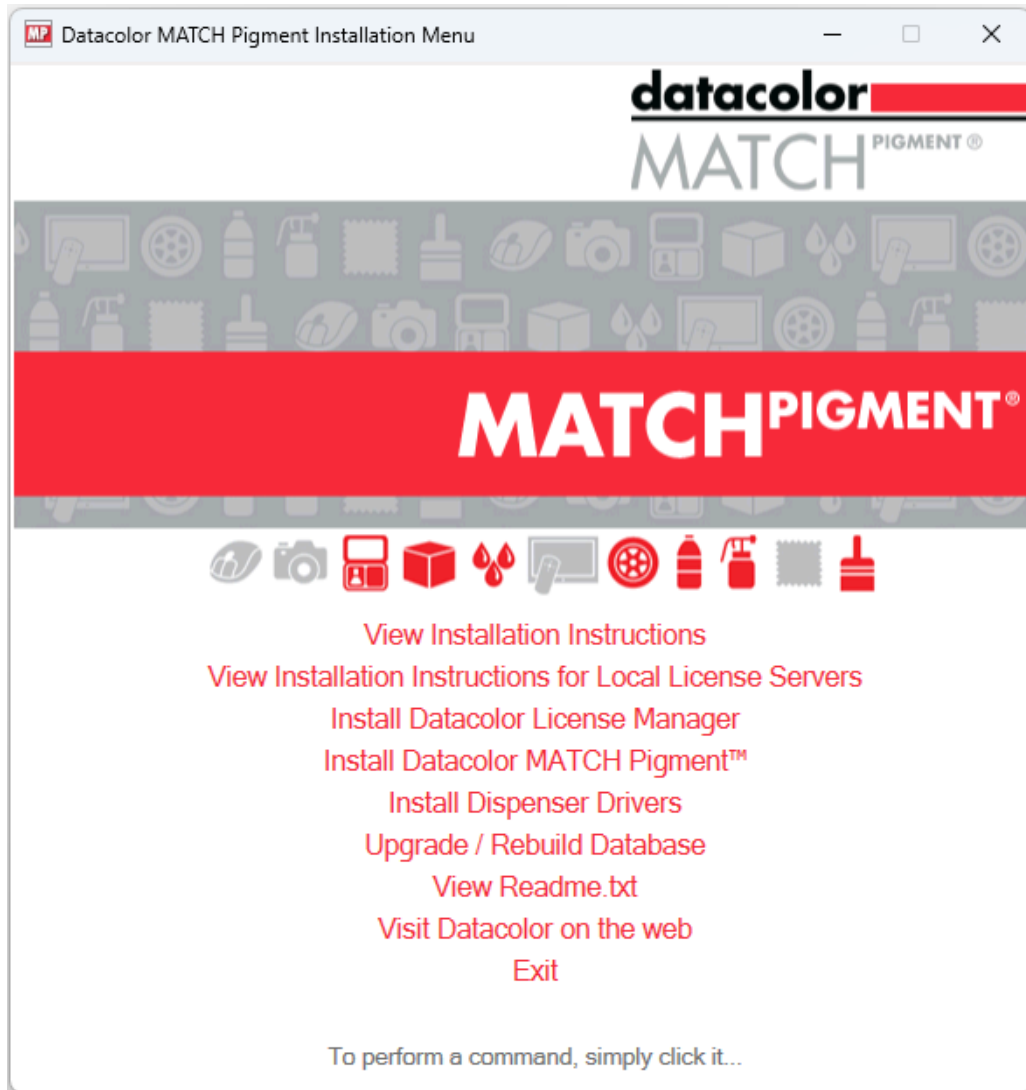 MP Datacolor MATCH Pigment Installation Menu
datacolor
MATCH PIGMENT ®
MATCHPIGMENT®
View Installation Instructions
View Installation Instructions for Local License Servers
Install Datacolor License Manager
Install Datacolor MATCH Pigment™
Install Dispenser Drivers
Upgrade / Rebuild Database
View Readme.txt
Visit Datacolor on the web
Exit
To perform a command, simply click it...